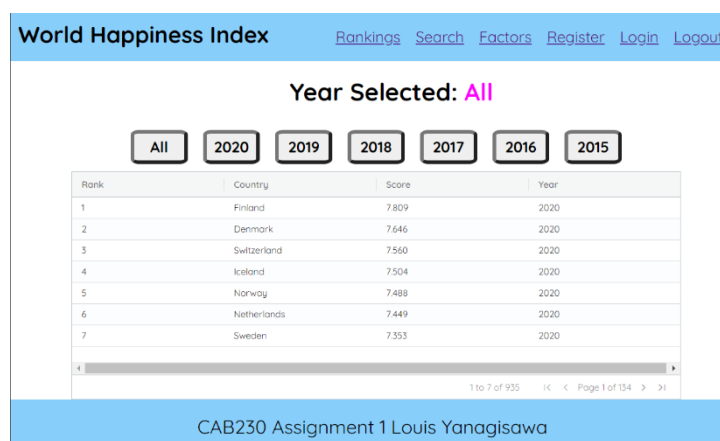 World Happiness Index Rankings Search Factors Register Login Logout
Year Selected: All
All 2020 2019 2018 2017 2016 2015
Rank Country Score Year
1 Finland 7.809 2020
2 Denmark 7.646 2020
3 Switzerland 7.560 2020
4 Iceland 7.504 2020
5 Norway 7.488 2020
6 Netherlands 7.449 2020
7 Sweden 7.353 2020
1 to 7 of 935 Page 1 of 134
CAB230 Assignment 1 Louis Yanagisawa